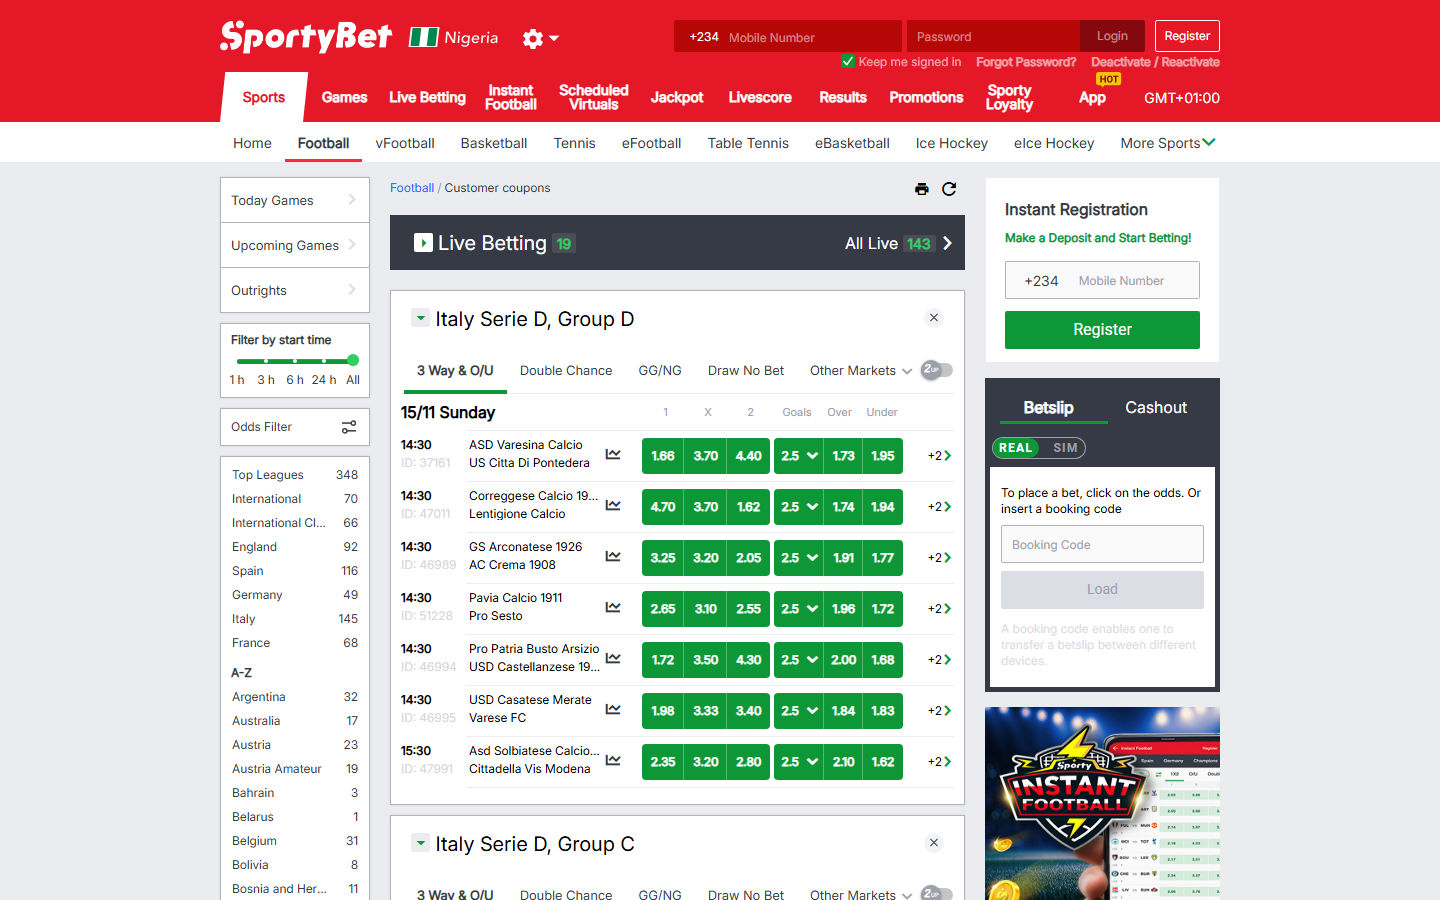 SportyBet
Nigeria
+234 Mobile Number
Password
Login
Register
Keep me signed in
Forgot Password?
Deactivate / Reactivate
Sports
Games
Live Betting
Instant Football
Scheduled Virtuals
Jackpot
Livescore
Results
Promotions
Sporty Loyalty
HOT
App
GMT+01:00
Home
Football
vFootball
Basketball
Tennis
eFootball
Table Tennis
eBasketball
Ice Hockey
eIce Hockey
More Sports
Today Games
Upcoming Games
Outrights
Filter by start time
1 h 3 h 6 h 24 h All
Odds Filter
Top Leagues 348
International 70
International Cl... 66
England 92
Spain 116
Germany 49
Italy 145
France 68
A-Z
Argentina 32
Australia 17
Austria 23
Austria Amateur 19
Bahrain 3
Belarus 1
Belgium 31
Bolivia 8
Bosnia and Her... 11
Football / Customer coupons
Live Betting 19
All Live 143
Italy Serie D, Group D
3 Way & O/U Double Chance GG/NG Draw No Bet Other Markets 2UP
15/11 Sunday 1 X 2 Goals Over Under
14:30 ASD Varesina Calcio
ID: 37161 US Citta Di Pontedera
1.66 3.70 4.40 2.5 1.73 1.95 +2
14:30 Correggese Calcio 19...
ID: 47011 Lentigione Calcio
4.70 3.70 1.62 2.5 1.74 1.94 +2
14:30 GS Arconatese 1926
ID: 46989 AC Crema 1908
3.25 3.20 2.05 2.5 1.91 1.77 +2
14:30 Pavia Calcio 1911
ID: 51228 Pro Sesto
2.65 3.10 2.55 2.5 1.96 1.72 +2
14:30 Pro Patria Busto Arsizio
ID: 46994 USD Castellanzese 19...
1.72 3.50 4.30 2.5 2.00 1.68 +2
14:30 USD Casatese Merate
ID: 46995 Varese FC
1.98 3.33 3.40 2.5 1.84 1.83 +2
15:30 Asd Solbiatese Calcio...
ID: 47991 Cittadella Vis Modena
2.35 3.20 2.80 2.5 2.10 1.62 +2
Italy Serie D, Group C
3 Way & O/U Double Chance GG/NG Draw No Bet Other Markets 2UP
Instant Registration
Make a Deposit and Start Betting!
+234 Mobile Number
Register
Betslip
Cashout
REAL SIM
To place a bet, click on the odds. Or
insert a booking code
Booking Code
Load
A booking code enables one to
transfer a betslip between different
devices.
Sporty
INSTANT
FOOTBALL
Instant Football Register
Spain Germany Champions
1X2 O/U